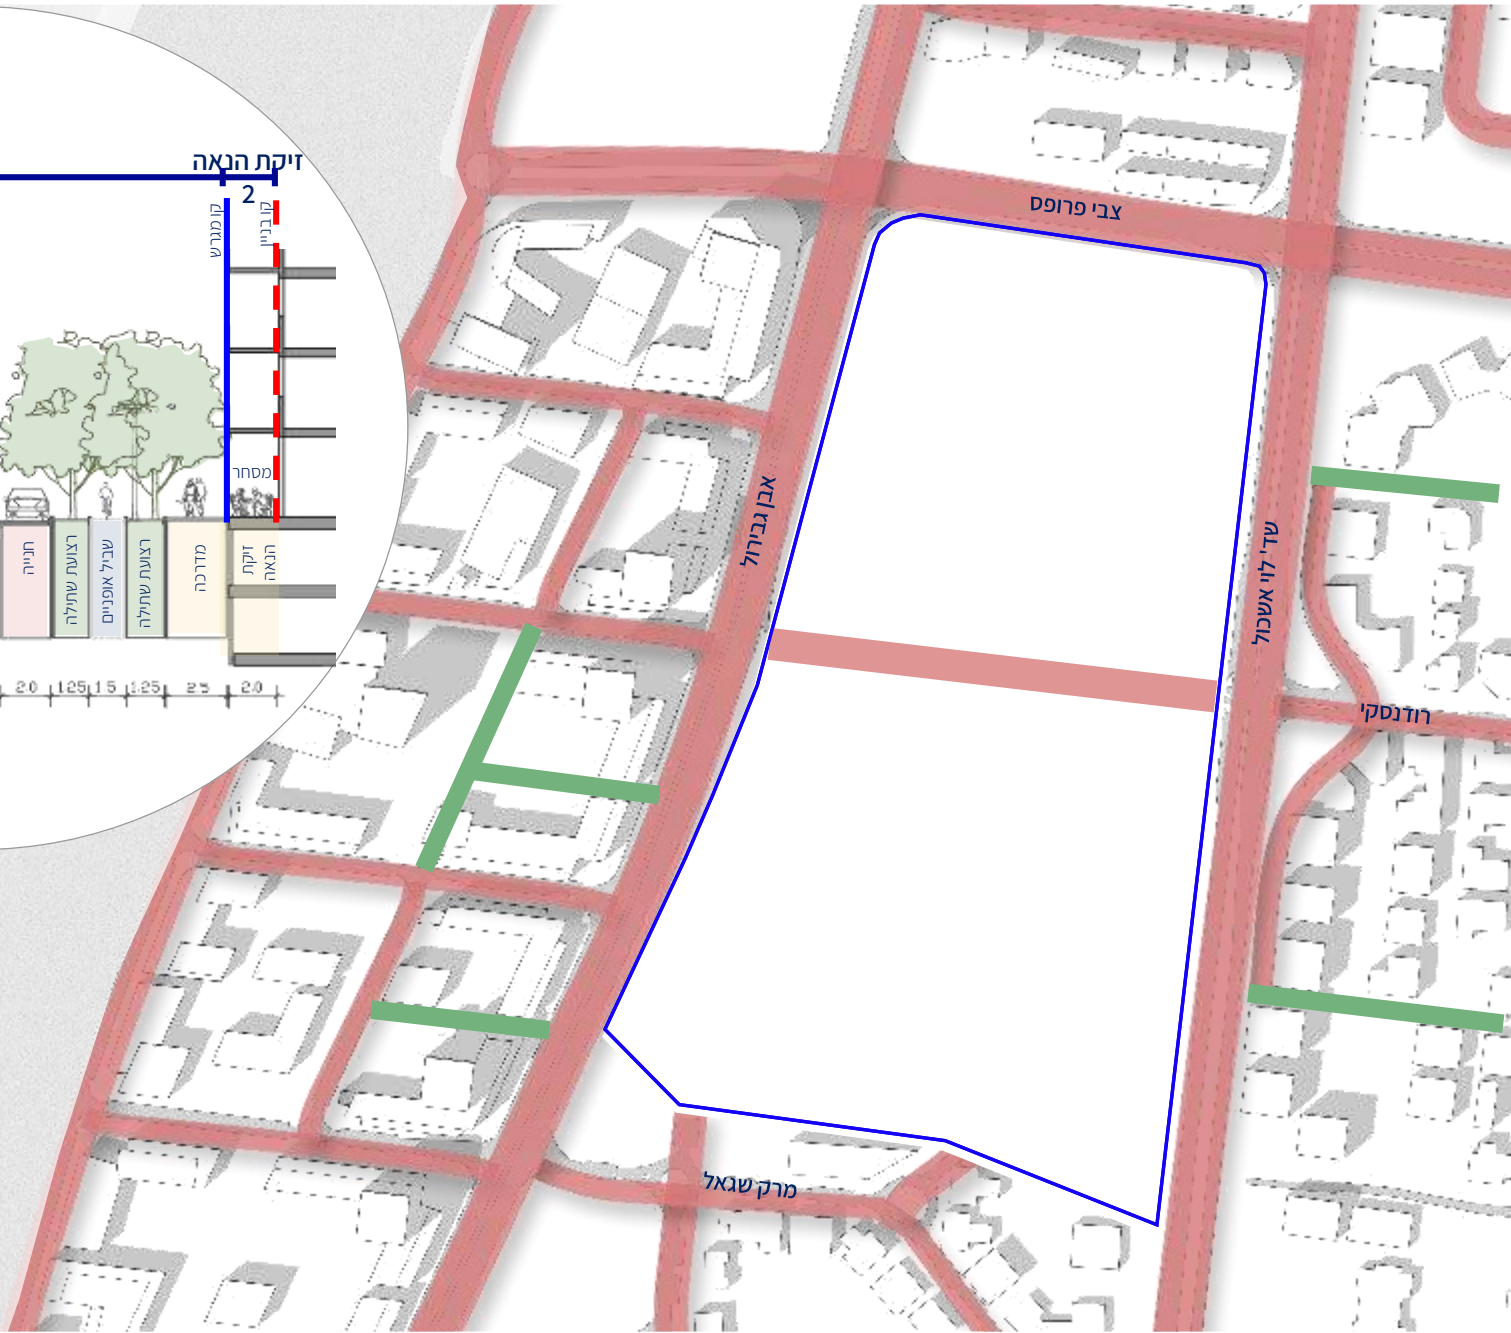 זיקת הנאה
2
קו מגרש
קו בניין
מסחר
חנייה
רצועת שתילה
שביל אופניים
רצועת שתילה
מדרכה
זיקת
הנאה
2.0 1.25 1.5 1.25 2.5 2.0
צבי פרופס
אבן גבירול
שד' לוי אשכול
רודנסקי
מרק שגאל